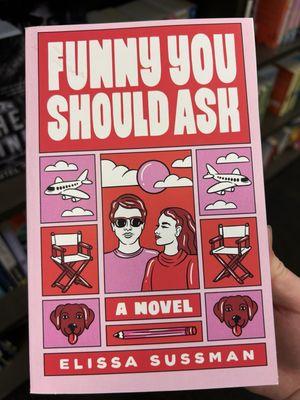 FUNNY YOU
SHOULD ASK
A NOVEL
ELISSA SUSSMAN